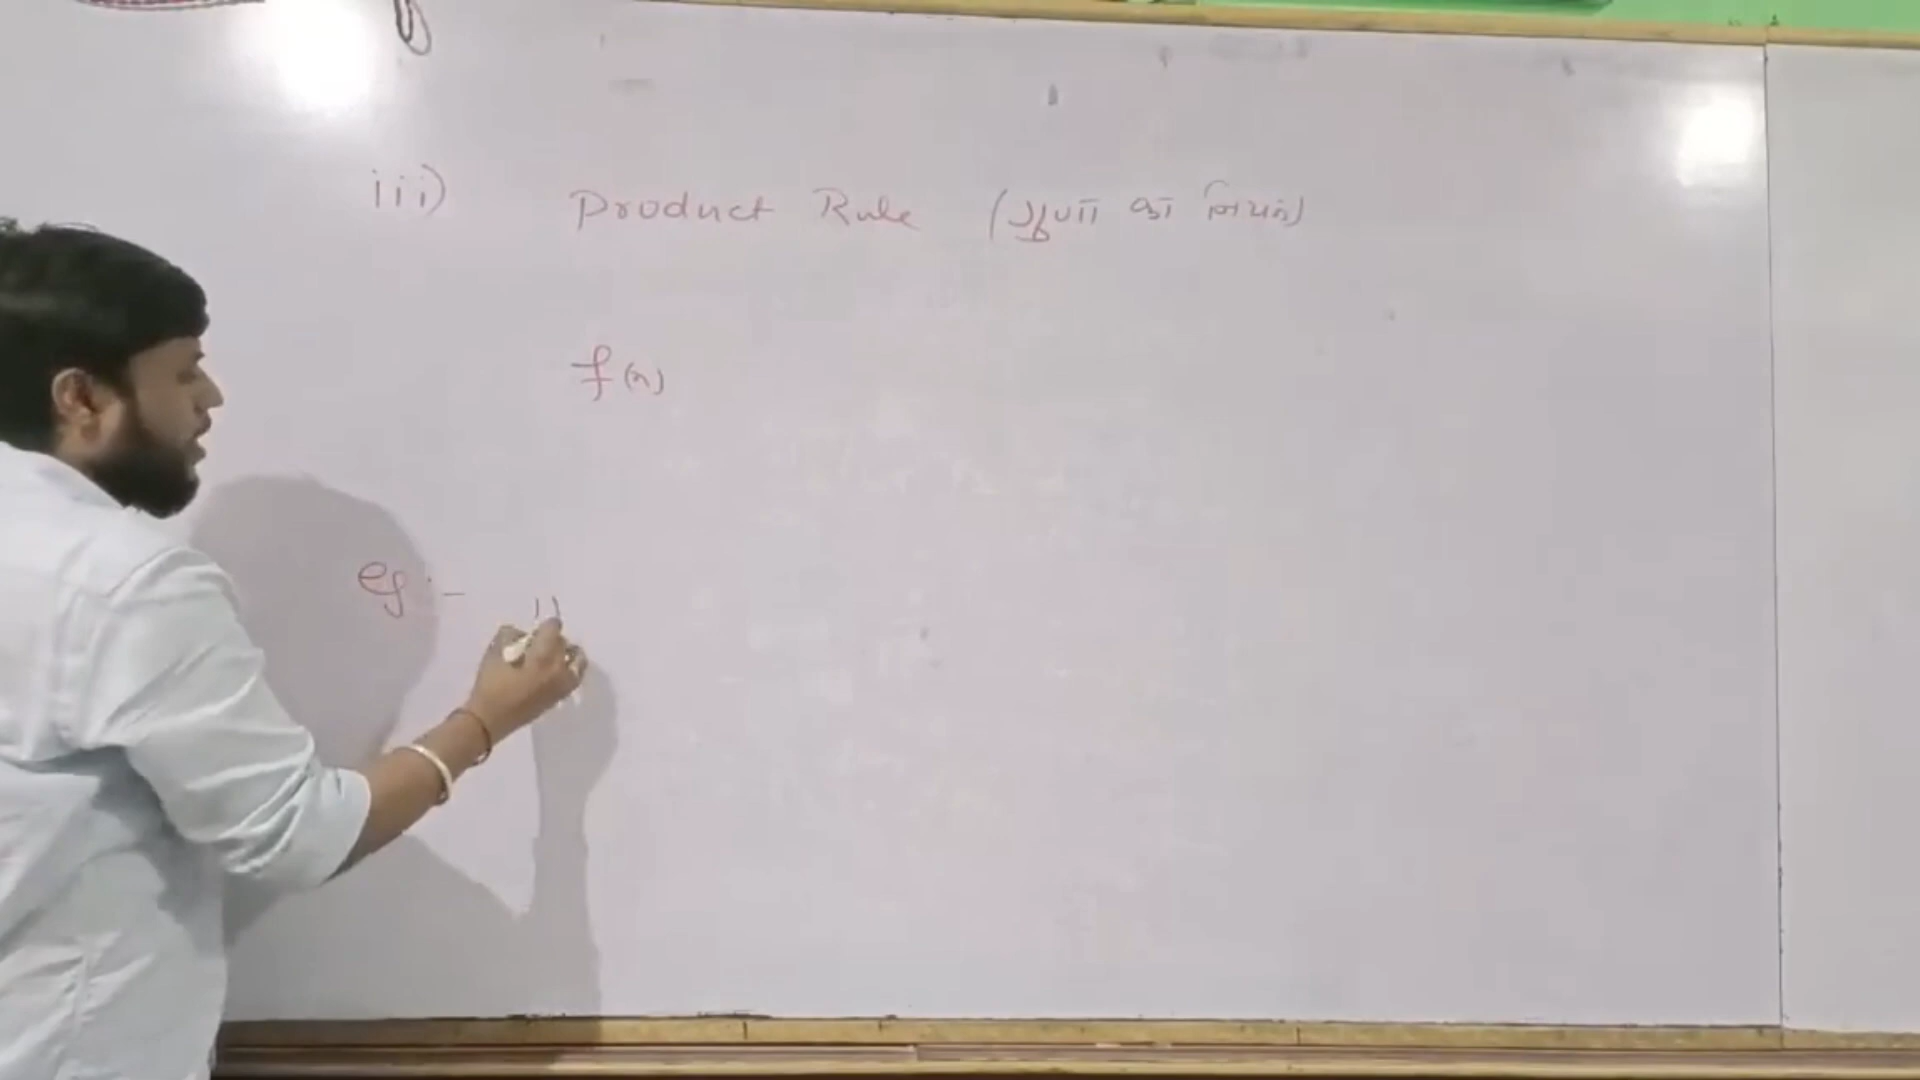 iii) Product Rule (गुणा का नियम)
f(x)
eg :-